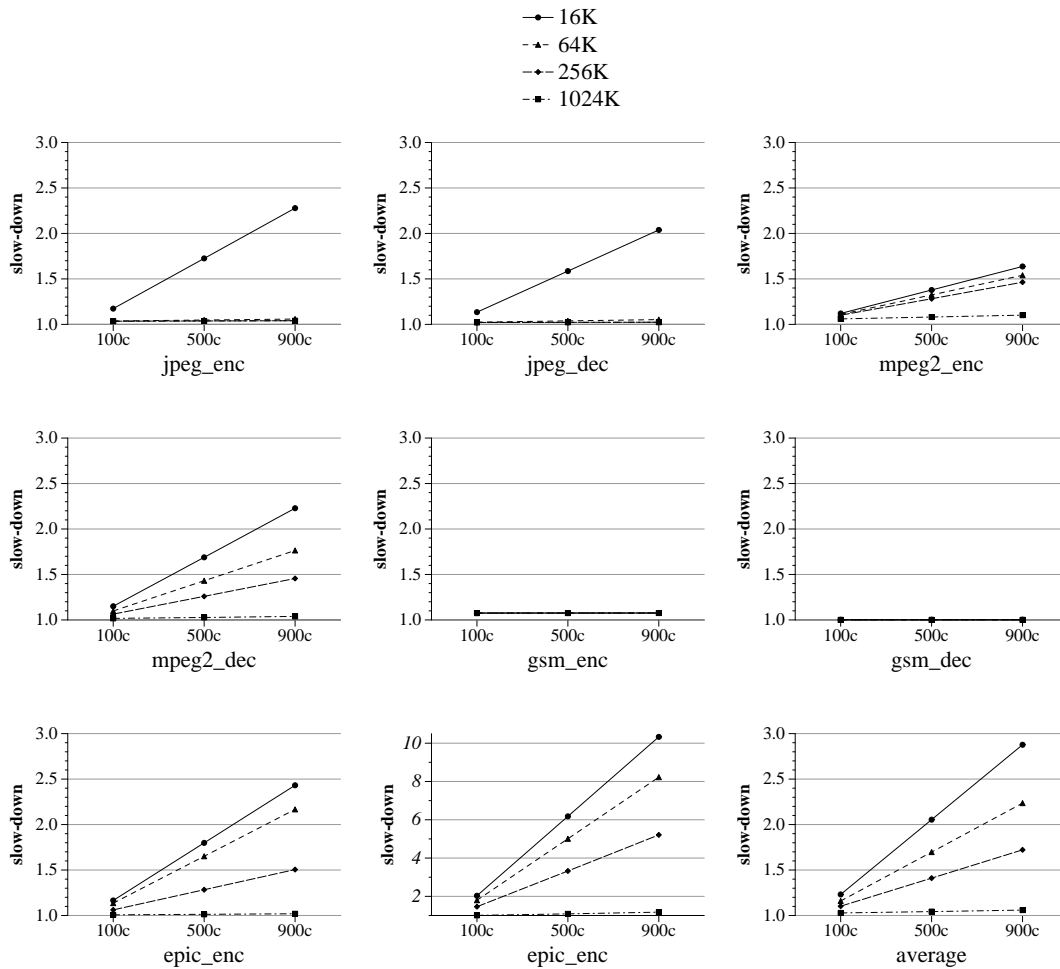 16K
64K
256K
1024K
3.0
2.5
2.0
1.5
1.0
slow-down
100c 500c 900c
jpeg_enc
3.0
2.5
2.0
1.5
1.0
slow-down
100c 500c 900c
jpeg_dec
3.0
2.5
2.0
1.5
1.0
slow-down
100c 500c 900c
mpeg2_enc
3.0
2.5
2.0
1.5
1.0
slow-down
100c 500c 900c
mpeg2_dec
3.0
2.5
2.0
1.5
1.0
slow-down
100c 500c 900c
gsm_enc
3.0
2.5
2.0
1.5
1.0
slow-down
100c 500c 900c
gsm_dec
3.0
2.5
2.0
1.5
1.0
slow-down
100c 500c 900c
epic_enc
10
8
6
4
2
slow-down
100c 500c 900c
epic_enc
3.0
2.5
2.0
1.5
1.0
slow-down
100c 500c 900c
average